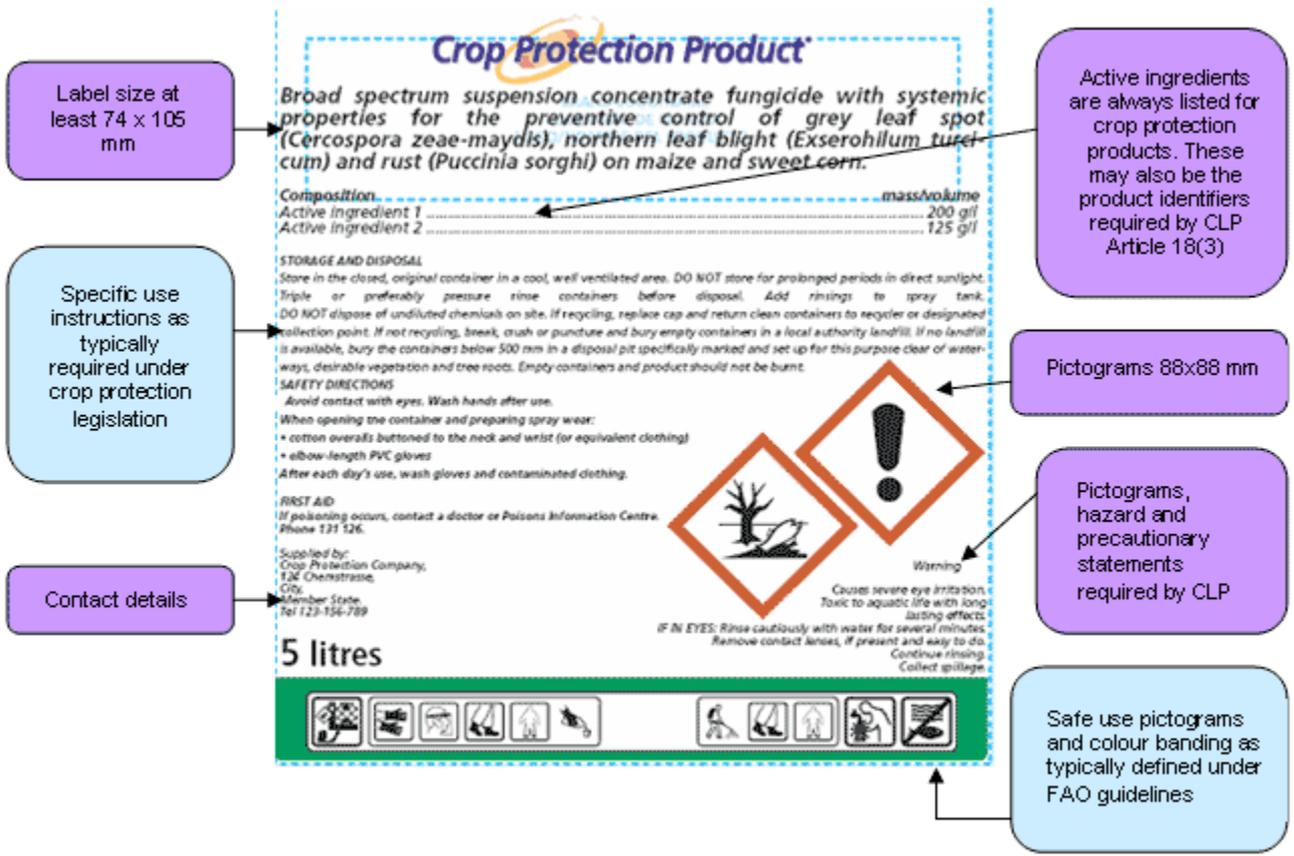 Crop Protection Product
Label size at
least 74 x 105
mm
Broad spectrum suspension concentrate fungicide with systemic
properties for the preventive control of grey leaf spot
(Cercospora zeae-maydis), northern leaf blight (Exserohilum turci-
cum) and rust (Puccinia sorghi) on maize and sweet corn.
Active ingredients
are always listed for
crop protection
products. These
may also be the
product identifiers
required by CLP
Article 18(3)
Composition mass/volume
Active ingredient 1 200 g/l
Active ingredient 2 125 g/l
Specific use
instructions as
typically
required under
crop protection
legislation
STORAGE AND DISPOSAL
Store in the closed, original container in a cool, well ventilated area. DO NOT store for prolonged periods in direct sunlight.
Triple or preferably pressure rinse containers before disposal. Add rinsings to spray tank.
DO NOT dispose of undiluted chemicals on site. If recycling, replace cap and return clean containers to recycler or designated
collection point. If not recycling, break, crush or puncture and bury empty containers in a local authority landfill. If no landfill
is available, bury the containers below 500 mm in a disposal pit specifically marked and set up for this purpose clear of water-
ways, desirable vegetation and tree roots. Empty containers and product should not be burnt.
SAFETY DIRECTIONS
Avoid contact with eyes. Wash hands after use.
When opening the container and preparing spray wear:
• cotton overalls buttoned to the neck and wrist (or equivalent clothing)
• elbow-length PVC gloves
After each day's use, wash gloves and contaminated clothing.
Pictograms 88x88 mm
FIRST AID
If poisoning occurs, contact a doctor or Poisons Information Centre.
Phone 131 126.
Pictograms,
hazard and
precautionary
statements
required by CLP
Contact details
Supplied by:
Crop Protection Company,
124 Chemstrasse,
City,
Member State.
Tel 123-156-789
5 litres
Warning
Causes severe eye irritation.
Toxic to aquatic life with long
lasting effects.
IF IN EYES: Rinse cautiously with water for several minutes.
Remove contact lenses, if present and easy to do.
Continue rinsing.
Collect spillage.
Safe use pictograms
and colour banding as
typically defined under
FAO guidelines